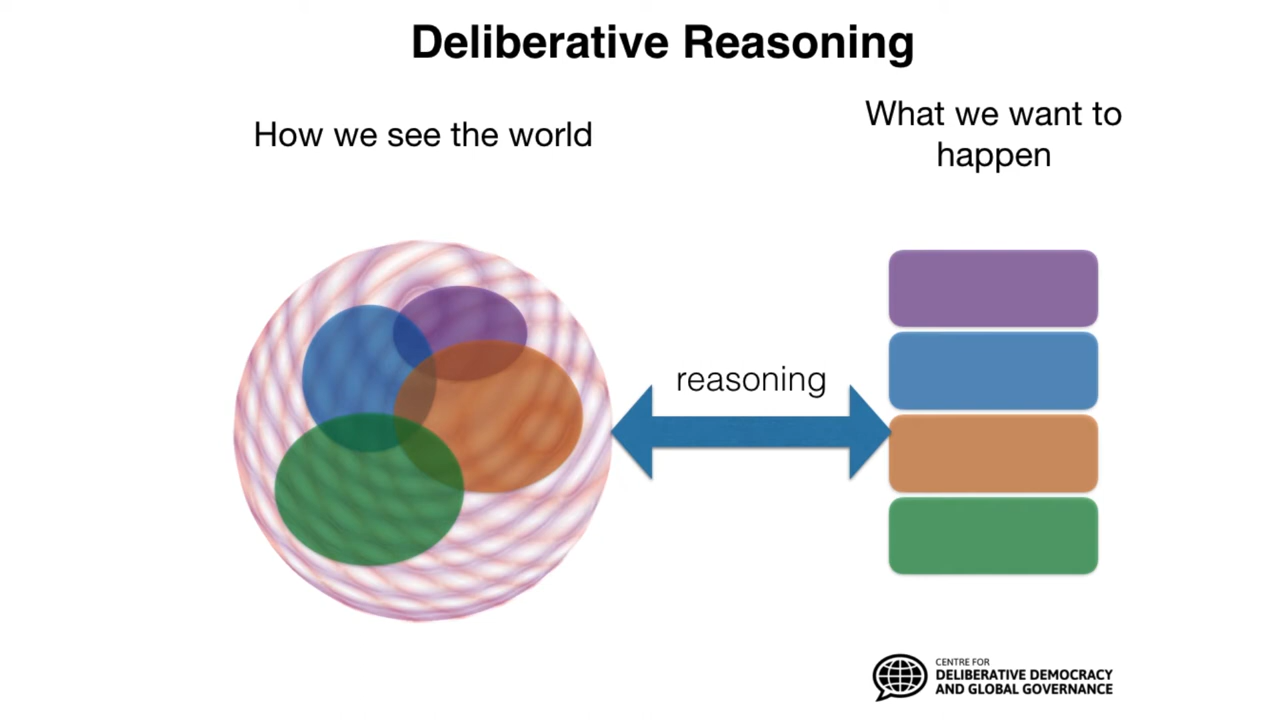 Deliberative Reasoning
How we see the world
What we want to
happen
reasoning
CENTRE FOR
DELIBERATIVE DEMOCRACY
AND GLOBAL GOVERNANCE